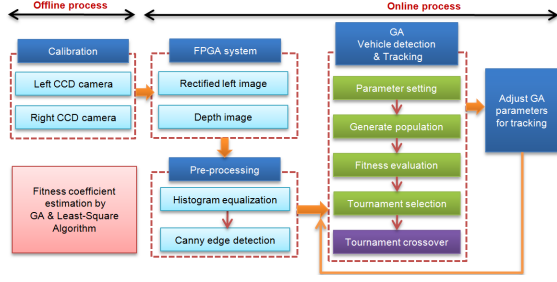 Offline process
Online process
Calibration
Left CCD camera
Right CCD camera
Fitness coefficient
estimation by
GA & Least-Square
Algorithm
FPGA system
Rectified left image
Depth image
Pre-processing
Histogram equalization
Canny edge detection
GA
Vehicle detection
& Tracking
Parameter setting
Generate population
Fitness evaluation
Tournament selection
Tournament crossover
Adjust GA
parameters
for tracking